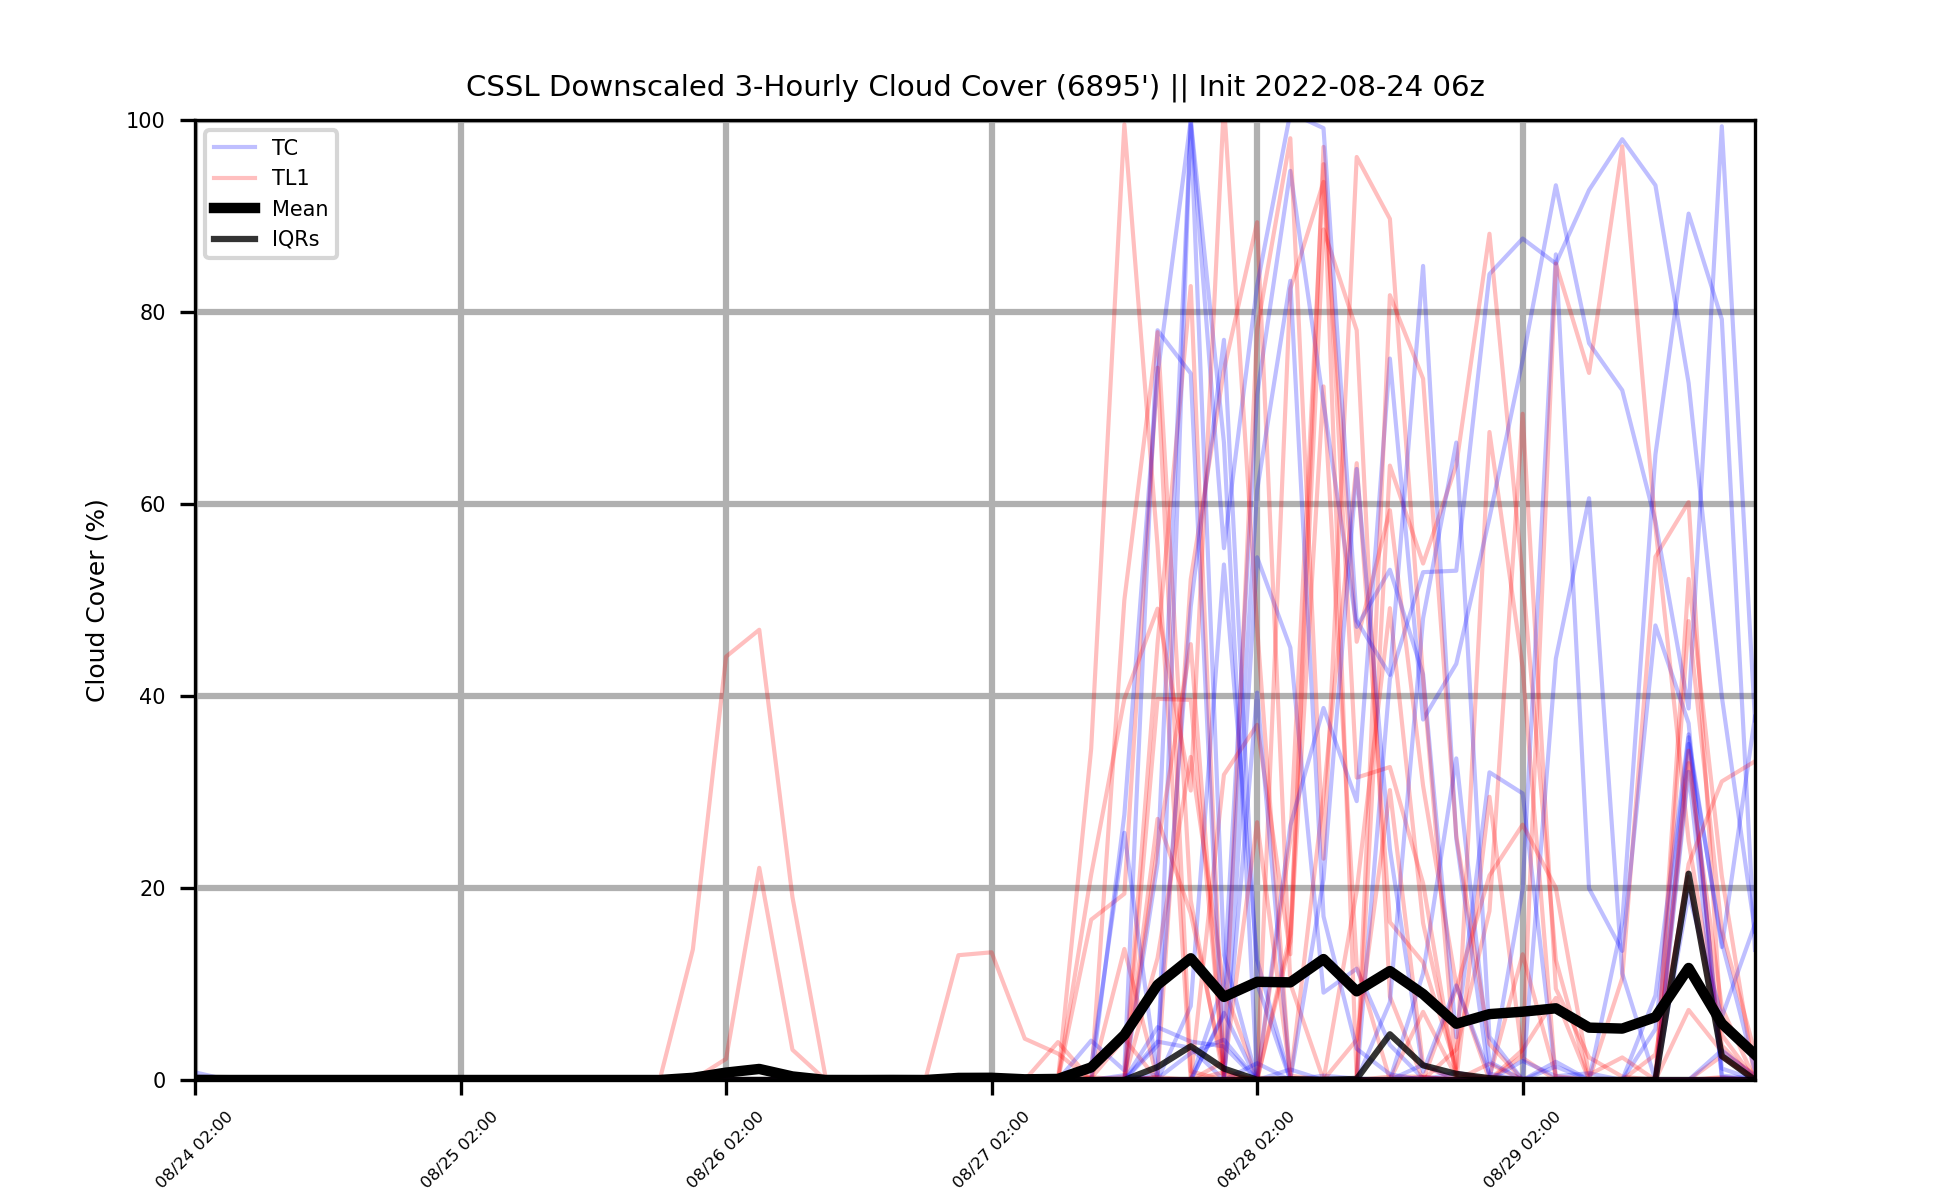 CSSL Downscaled 3-Hourly Cloud Cover (6895') || Init 2022-08-24 06z
TC
TL1
Mean
IQRs
Cloud Cover (%)
100
80
60
40
20
0
08/24 02:00
08/25 02:00
08/26 02:00
08/27 02:00
08/28 02:00
08/29 02:00